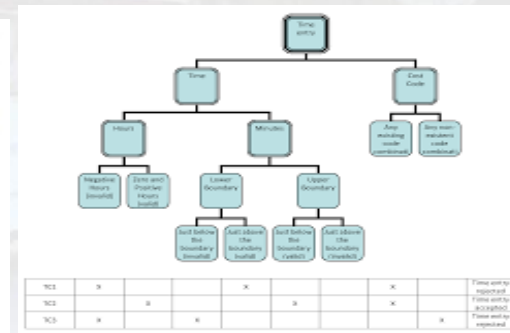 Time
entry
Time
Cost
Code
Hours
Minutes
Any
existing
code
combinati
Any non-
existent
code
combinati
Negative
Hours
(invalid)
Zero and
Positive
Hours
(valid)
Lower
Boundary
Upper
Boundary
Just below
the
boundary
(invalid)
Just above
the
boundary
(valid)
Just below
the
boundary
(valid)
Just above
the
boundary
(invalid)
TC1 X X X Time entry
rejected
TC2 X X X Time entry
accepted
TC3 X X X Time entry
rejected